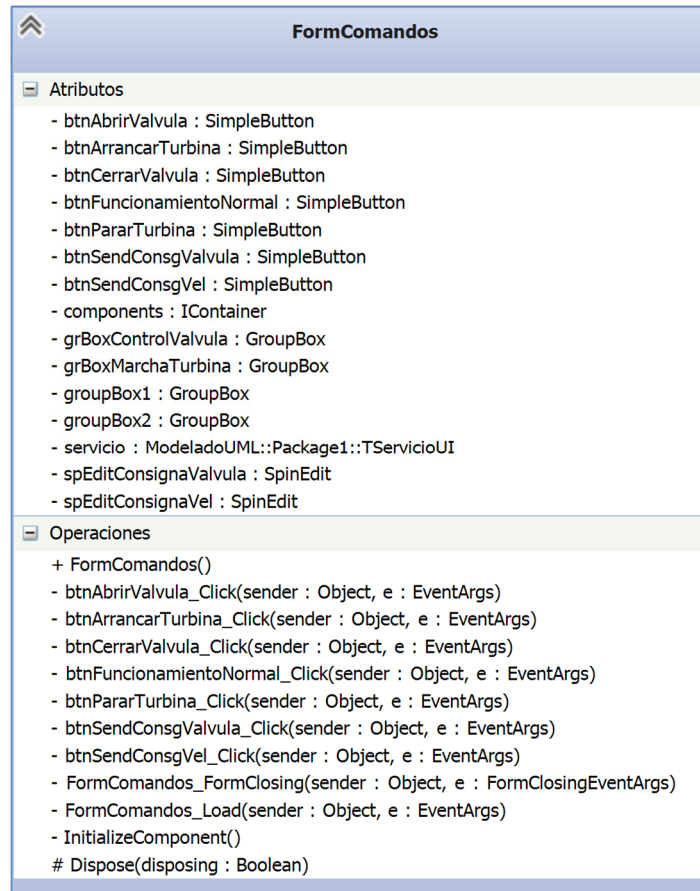 FormComandos
Atributos
- btnAbrirValvula : SimpleButton
- btnArrancarTurbina : SimpleButton
- btnCerrarValvula : SimpleButton
- btnFuncionamientoNormal : SimpleButton
- btnPararTurbina : SimpleButton
- btnSendConsgValvula : SimpleButton
- btnSendConsgVel : SimpleButton
- components : IContainer
- grBoxControlValvula : GroupBox
- grBoxMarchaTurbina : GroupBox
- groupBox1 : GroupBox
- groupBox2 : GroupBox
- servicio : ModeladoUML::Package1::TServicioUI
- spEditConsignaValvula : SpinEdit
- spEditConsignaVel : SpinEdit
Operaciones
+ FormComandos()
- btnAbrirValvula_Click(sender : Object, e : EventArgs)
- btnArrancarTurbina_Click(sender : Object, e : EventArgs)
- btnCerrarValvula_Click(sender : Object, e : EventArgs)
- btnFuncionamientoNormal_Click(sender : Object, e : EventArgs)
- btnPararTurbina_Click(sender : Object, e : EventArgs)
- btnSendConsgValvula_Click(sender : Object, e : EventArgs)
- btnSendConsgVel_Click(sender : Object, e : EventArgs)
- FormComandos_FormClosing(sender : Object, e : FormClosingEventArgs)
- FormComandos_Load(sender : Object, e : EventArgs)
- InitializeComponent()
# Dispose(disposing : Boolean)